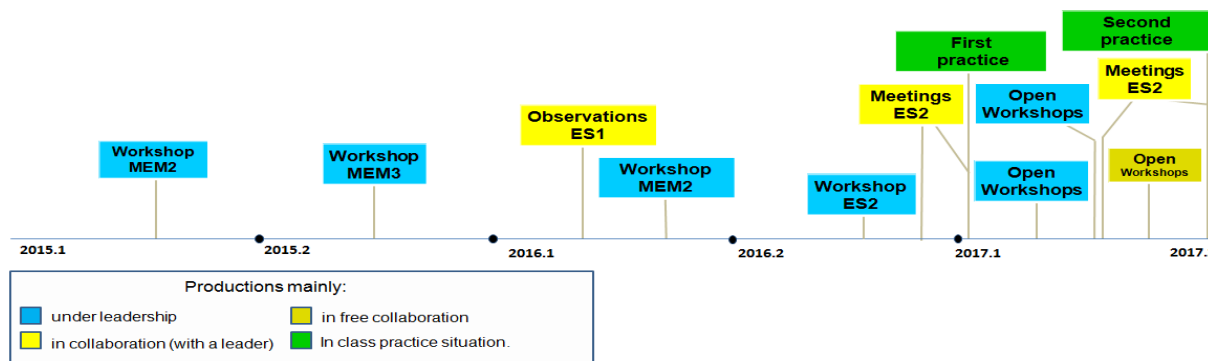 Second
practice
First
practice
Meetings
ES2
Meetings
ES2
Open
Workshops
Observations
ES1
Workshop
MEM2
Workshop
MEM3
Workshop
MEM2
Workshop
ES2
Open
Workshops
Open
Workshops
2015.1
2015.2
2016.1
2016.2
2017.1
2017.
Productions mainly:
under leadership
in free collaboration
in collaboration (with a leader)
In class practice situation.